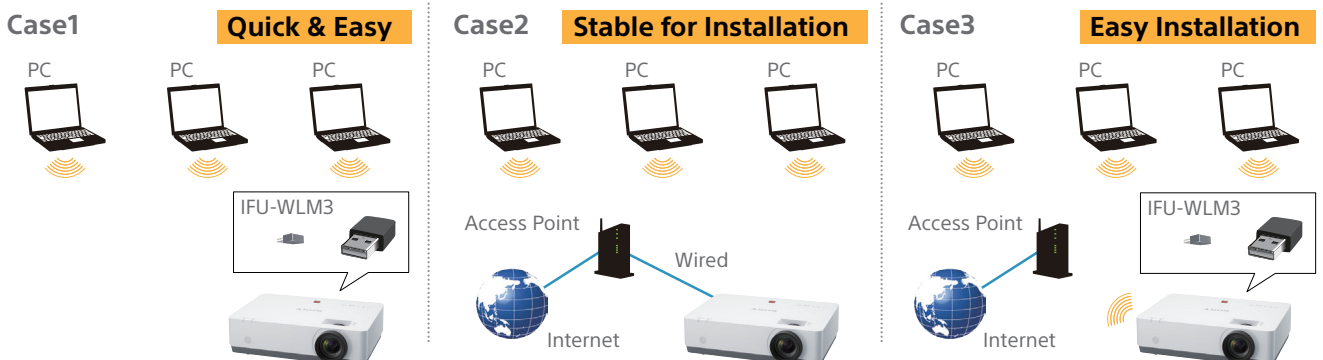 Case1
Quick & Easy
PC
PC
PC
IFU-WLM3
Case2
Stable for Installation
PC
PC
PC
Access Point
Wired
Internet
Case3
Easy Installation
PC
PC
PC
Access Point
IFU-WLM3
Internet